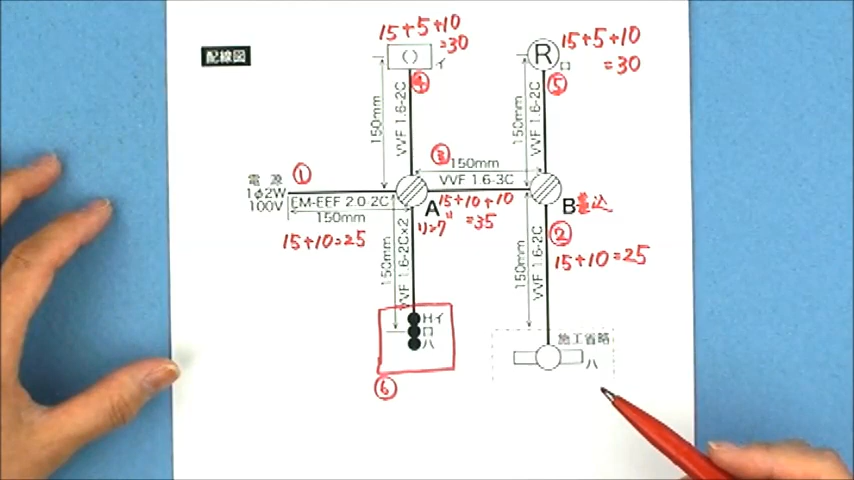 配線図
15+5+10
=30
( )
イ
④
150mm
VVF 1.6-2C
15+5+10
=30
R
ロ
⑤
150mm
VVF 1.6-2C
①
電源
1φ2W
100V
EM-EEF 2.0-2C
150mm
15+10=25
③
150mm
VVF 1.6-3C
A
15+10+10
=35
リング
B
差込
②
15+10=25
150mm
VVF 1.6-2C×2
150mm
VVF 1.6-2C
Hイ
ロ
ハ
⑥
施工省略
ハ